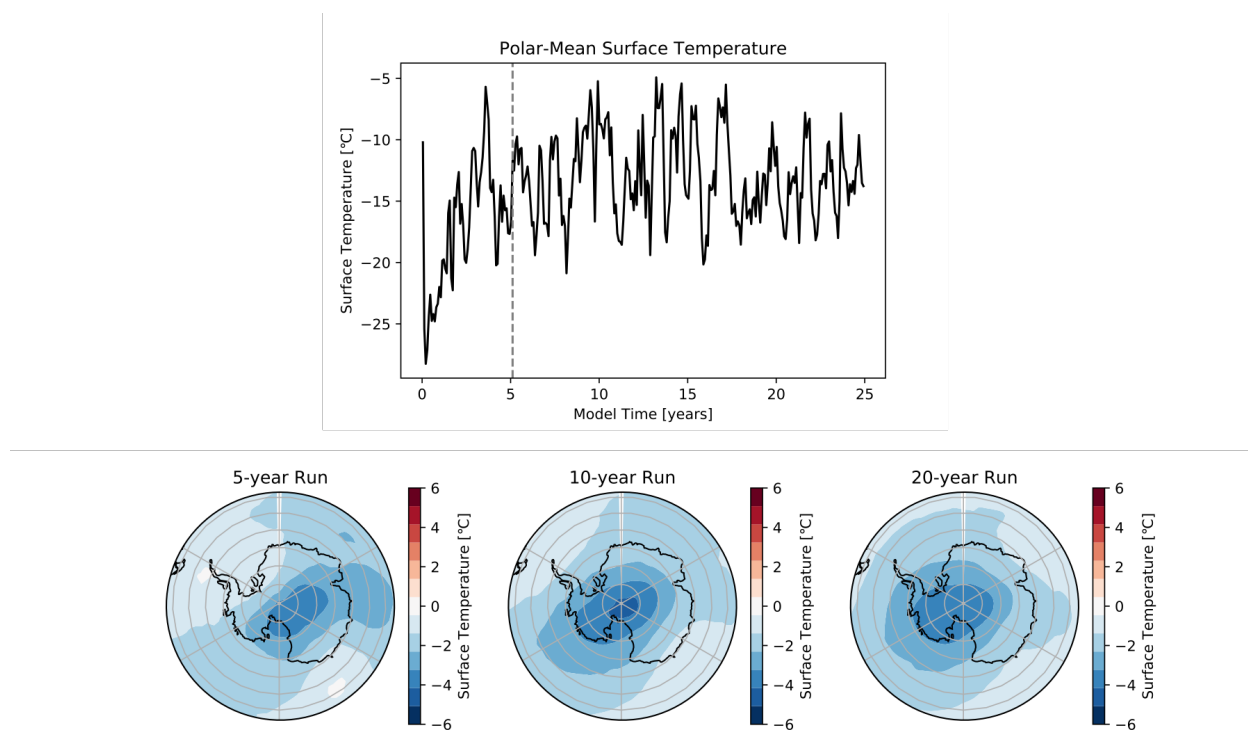 Polar-Mean Surface Temperature
−5
−10
−15
−20
−25
Surface Temperature [°C]
0 5 10 15 20 25
Model Time [years]
5-year Run
6
4
2
0
−2
−4
−6
Surface Temperature [°C]
10-year Run
6
4
2
0
−2
−4
−6
Surface Temperature [°C]
20-year Run
6
4
2
0
−2
−4
−6
Surface Temperature [°C]